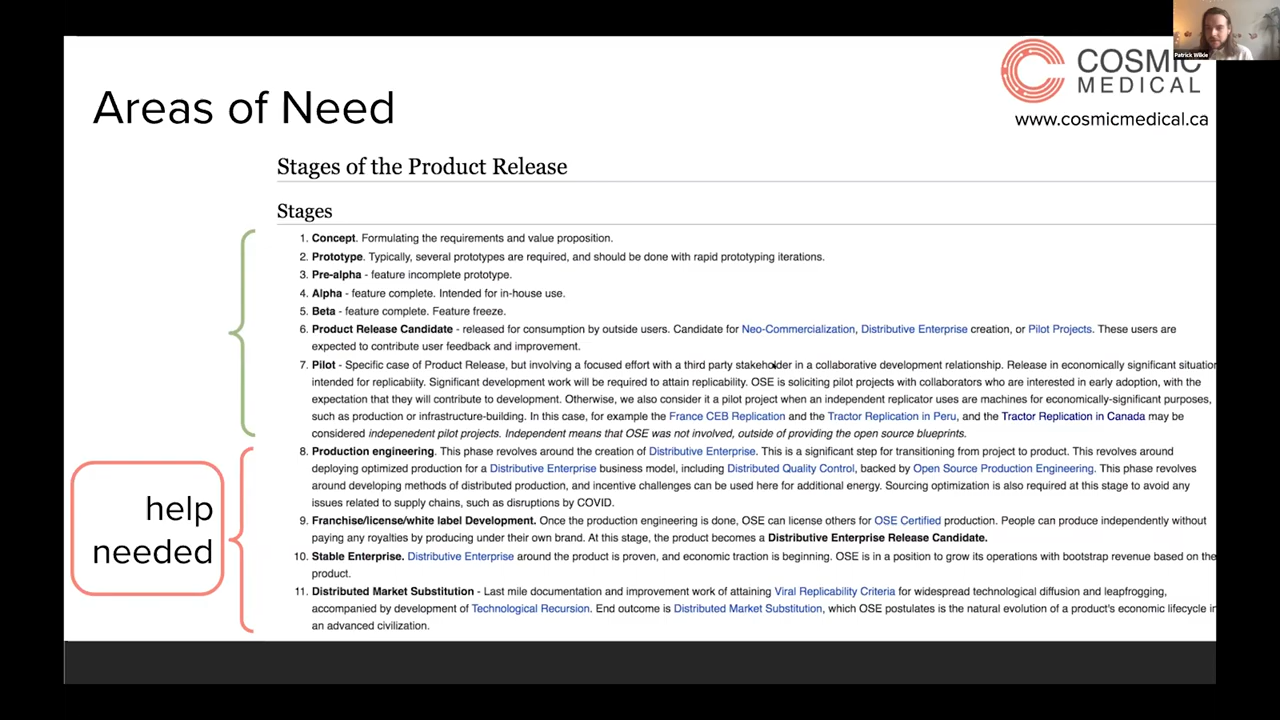 Patrick Wilkie
COSMIC
MEDICAL
www.cosmicmedical.ca
Areas of Need
Stages of the Product Release
Stages
1. Concept. Formulating the requirements and value proposition.
2. Prototype. Typically, several prototypes are required, and should be done with rapid prototyping iterations.
3. Pre-alpha - feature incomplete prototype.
4. Alpha - feature complete. Intended for in-house use.
5. Beta - feature complete. Feature freeze.
6. Product Release Candidate - released for consumption by outside users. Candidate for Neo-Commercialization, Distributive Enterprise creation, or Pilot Projects. These users are
expected to contribute user feedback and improvement.
7. Pilot - Specific case of Product Release, but involving a focused effort with a third party stakeholder in a collaborative development relationship. Release in economically significant situation
intended for replicabiity. Significant development work will be required to attain replicability. OSE is soliciting pilot projects with collaborators who are interested in early adoption, with the
expectation that they will contribute to development. Otherwise, we also consider it a pilot project when an independent replicator uses are machines for economically-significant purposes,
such as production or infrastructure-building. In this case, for example the France CEB Replication and the Tractor Replication in Peru, and the Tractor Replication in Canada may be
considered indepenedent pilot projects. Independent means that OSE was not involved, outside of providing the open source blueprints.
8. Production engineering. This phase revolves around the creation of Distributive Enterprise. This is a significant step for transitioning from project to product. This revolves around
deploying optimized production for a Distributive Enterprise business model, including Distributed Quality Control, backed by Open Source Production Engineering. This phase revolves
around developing methods of distributed production, and incentive challenges can be used here for additional energy. Sourcing optimization is also required at this stage to avoid any
issues related to supply chains, such as disruptions by COVID.
9. Franchise/license/white label Development. Once the production engineering is done, OSE can license others for OSE Certified production. People can produce independently without
paying any royalties by producing under their own brand. At this stage, the product becomes a Distributive Enterprise Release Candidate.
10. Stable Enterprise. Distributive Enterprise around the product is proven, and economic traction is beginning. OSE is in a position to grow its operations with bootstrap revenue based on the
product.
11. Distributed Market Substitution - Last mile documentation and improvement work of attaining Viral Replicability Criteria for widespread technological diffusion and leapfrogging,
accompanied by development of Technological Recursion. End outcome is Distributed Market Substitution, which OSE postulates is the natural evolution of a product's economic lifecycle in
an advanced civilization.
help
needed